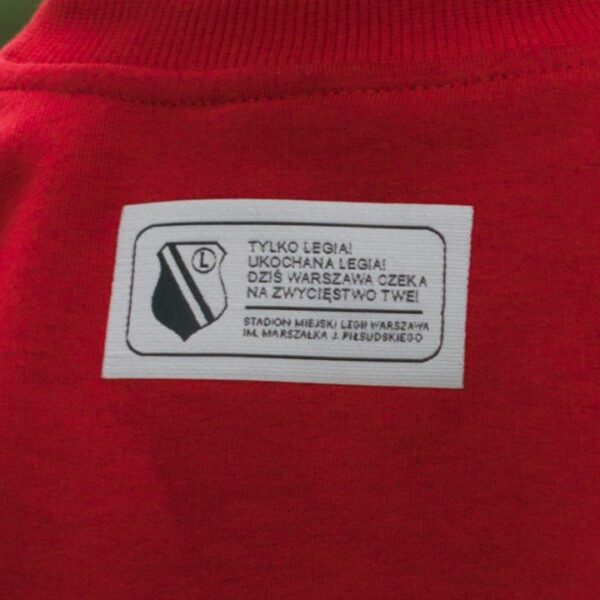 L
TYLKO LEGIA!
UKOCHANA LEGIA!
DZIŚ WARSZAWA CZEKA
NA ZWYCIĘSTWO TWE!
STADION MIEJSKI LEGII WARSZAWA
IM. MARSZAŁKA J. PIŁSUDSKIEGO